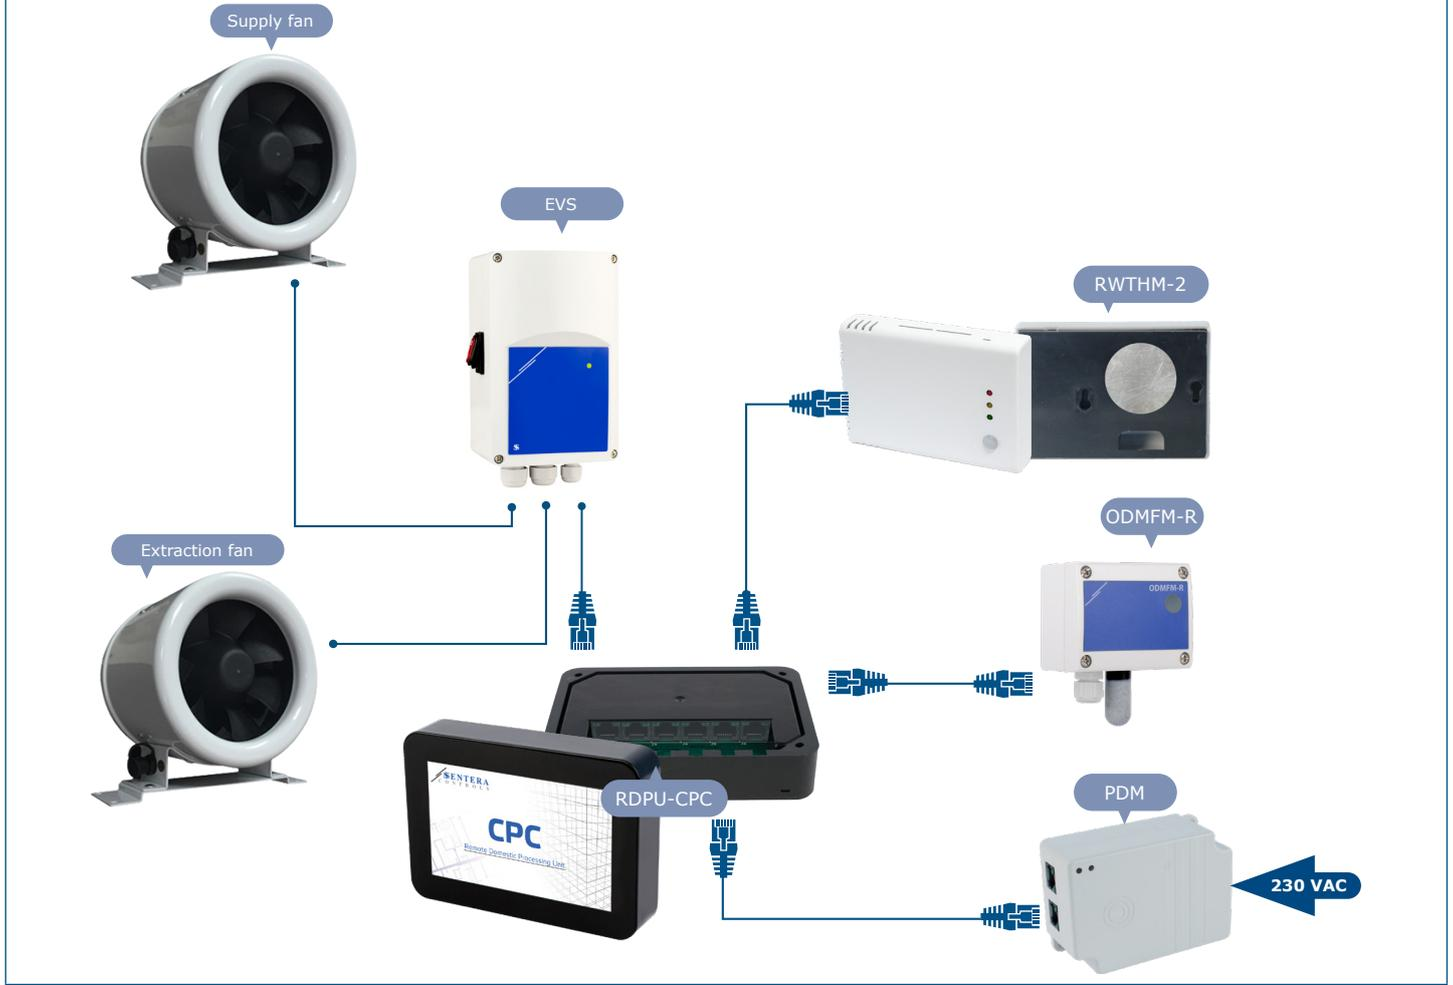 Supply fan
EVS
RWTHM-2
ODMFM-R
ODMFM-R
Extraction fan
SENTERA
CONTROLS
CPC
Remote Domestic Processing Unit
RDPU-CPC
PDM
230 VAC